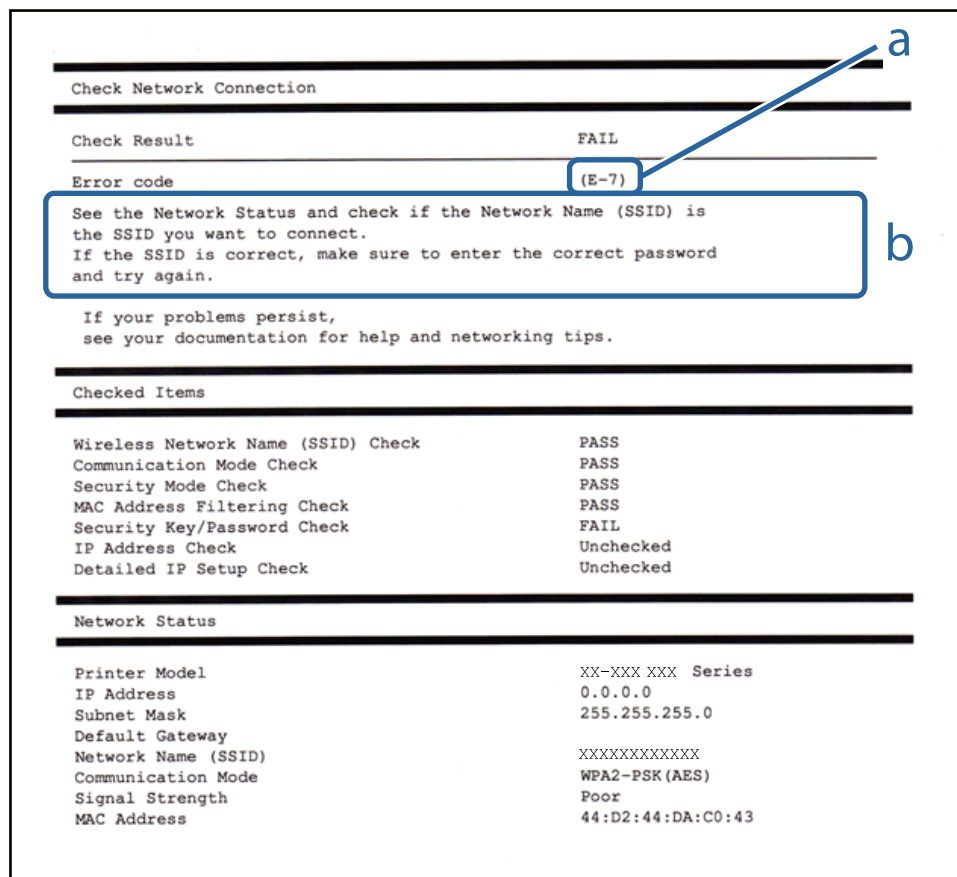 a
Check Network Connection
Check Result FAIL
Error code (E-7)
See the Network Status and check if the Network Name (SSID) is
the SSID you want to connect.
If the SSID is correct, make sure to enter the correct password
and try again.
b
If your problems persist,
see your documentation for help and networking tips.
Checked Items
Wireless Network Name (SSID) Check PASS
Communication Mode Check PASS
Security Mode Check PASS
MAC Address Filtering Check PASS
Security Key/Password Check FAIL
IP Address Check Unchecked
Detailed IP Setup Check Unchecked
Network Status
Printer Model XX-XXX XXX Series
IP Address 0.0.0.0
Subnet Mask 255.255.255.0
Default Gateway
Network Name (SSID) XXXXXXXXXXXX
Communication Mode WPA2-PSK(AES)
Signal Strength Poor
MAC Address 44:D2:44:DA:C0:43